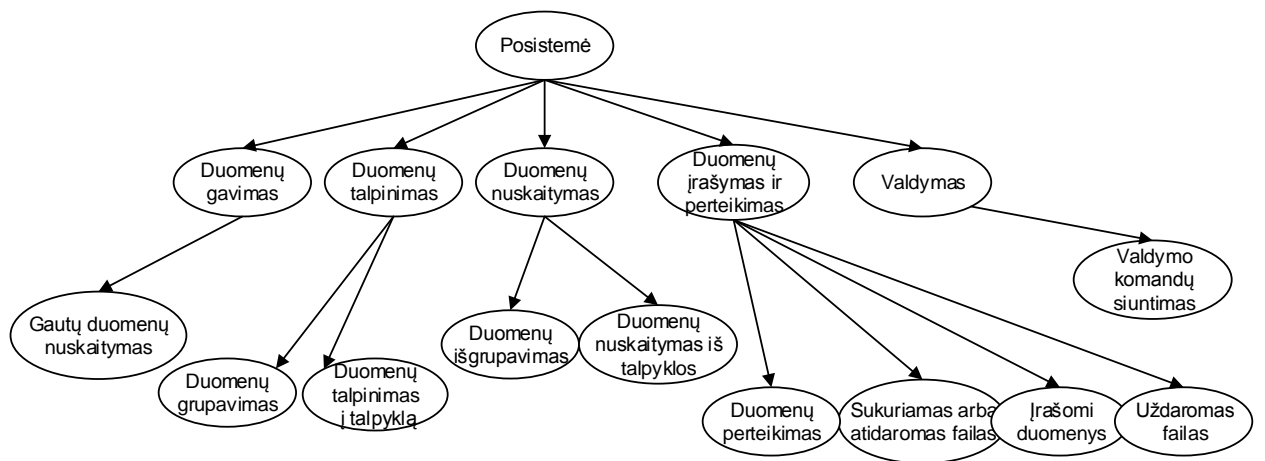 Posistemė
Duomenų
gavimas
Duomenų
talpinimas
Duomenų
nuskaitymas
Duomenų
įrašymas ir
perteikimas
Valdymas
Valdymo
komandų
siuntimas
Gautų duomenų
nuskaitymas
Duomenų
grupavimas
Duomenų
talpinimas
į talpyklą
Duomenų
įšgrupavimas
Duomenų
nuskaitymas iš
talpyklos
Duomenų
perteikimas
Sukuriamas arba
atidaromas failas
Įrašomi
duomenys
Uždaromas
failas